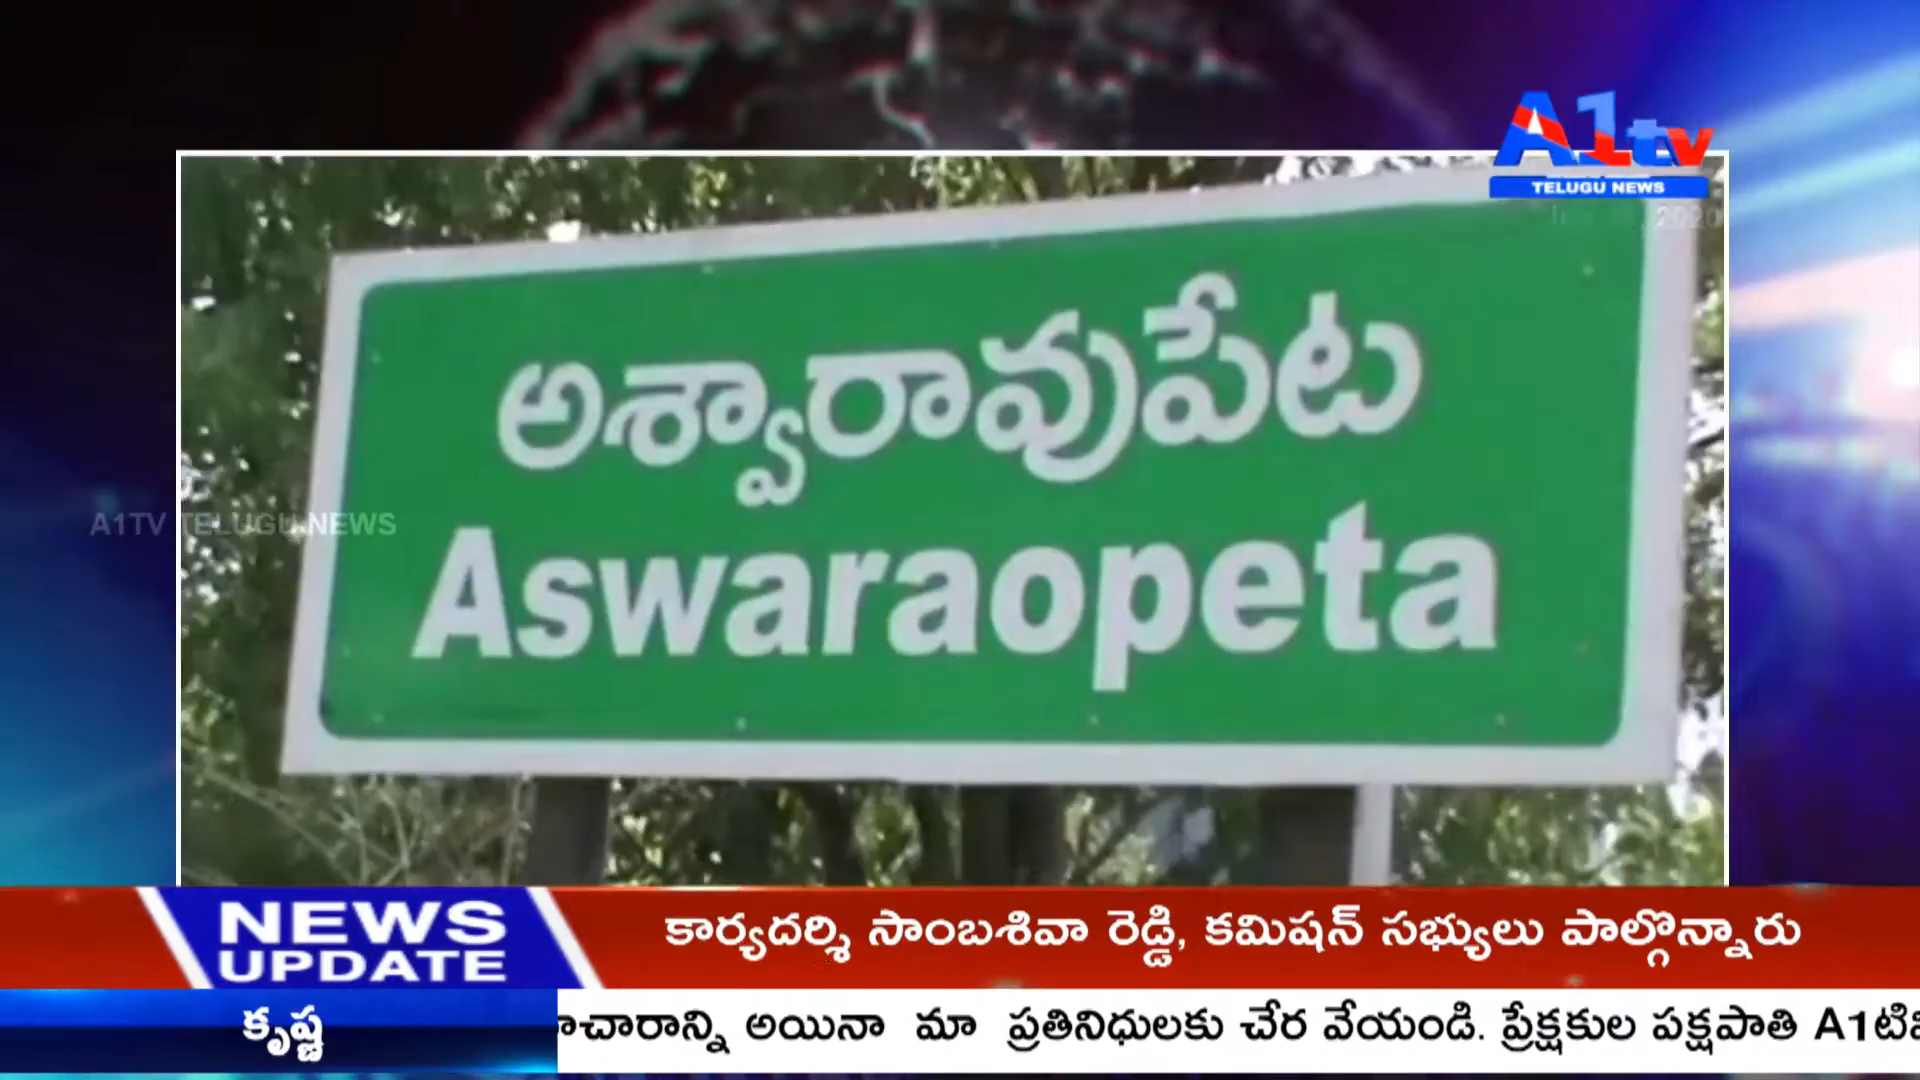 A1tv
TELUGU NEWS
2020
అశ్వారావుపేట
A1TV TELUGU NEWS
Aswaraopeta
NEWS
UPDATE
కార్యదర్శి సాంబశివా రెడ్డి, కమిషన్ సభ్యులు పాల్గొన్నారు
కృష్ణ
అయినా మా ప్రతినిధులకు చేర వేయండి. ప్రేక్షకుల పక్షపాతి